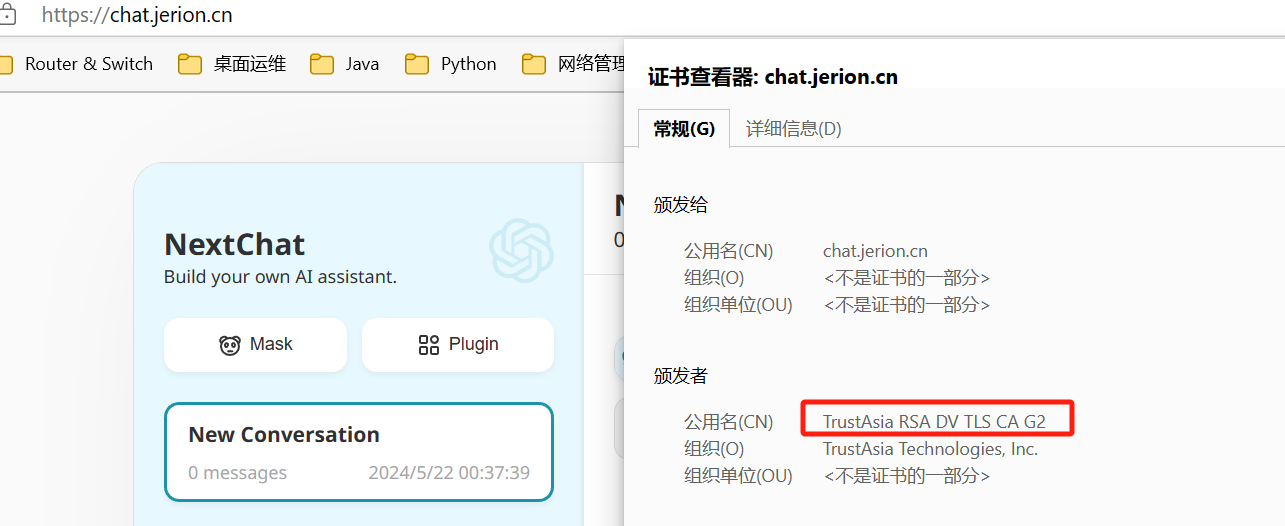 https://chat.jerion.cn
Router & Switch
桌面运维
Java
Python
网络管理
NextChat
Build your own AI assistant.
Mask
Plugin
New Conversation
0 messages
2024/5/22 00:37:39
证书查看器: chat.jerion.cn
常规(G)
详细信息(D)
颁发给
公用名(CN) chat.jerion.cn
组织(O) <不是证书的一部分>
组织单位(OU) <不是证书的一部分>
颁发者
公用名(CN) TrustAsia RSA DV TLS CA G2
组织(O) TrustAsia Technologies, Inc.
组织单位(OU) <不是证书的一部分>